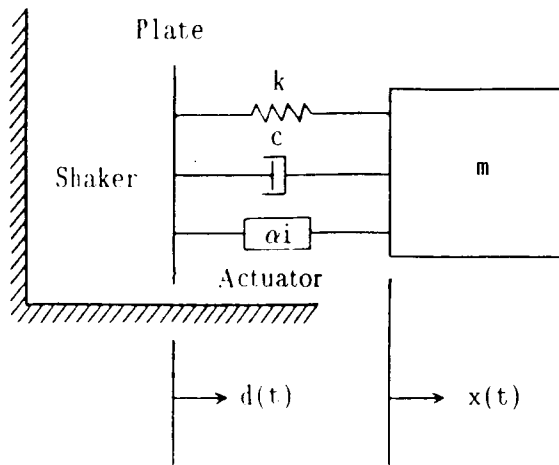 Plate
k
c
Shaker
m
αi
Actuator
d(t)
x(t)